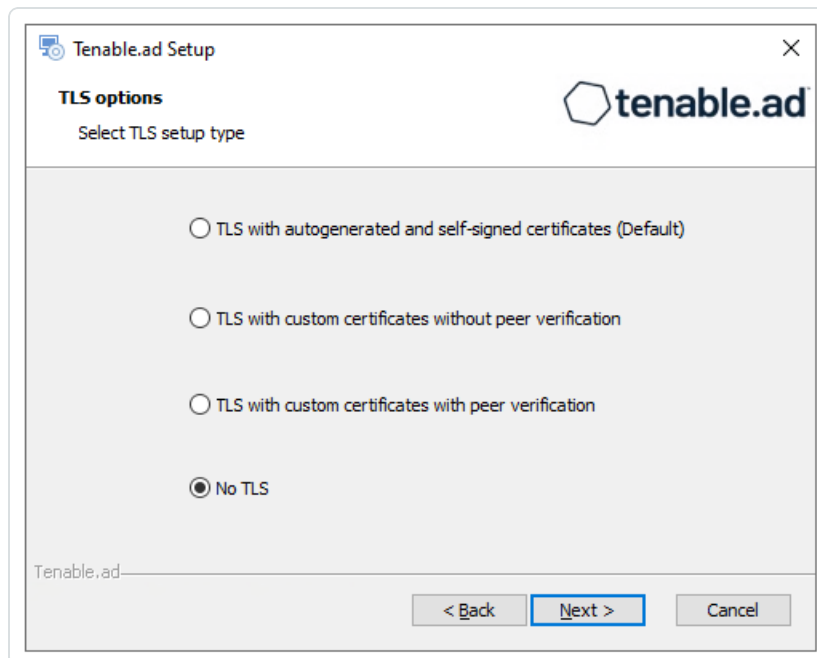 Tenable.ad Setup
TLS options
Select TLS setup type
tenable.ad
TLS with autogenerated and self-signed certificates (Default)
TLS with custom certificates without peer verification
TLS with custom certificates with peer verification
No TLS
Tenable.ad
< Back
Next >
Cancel